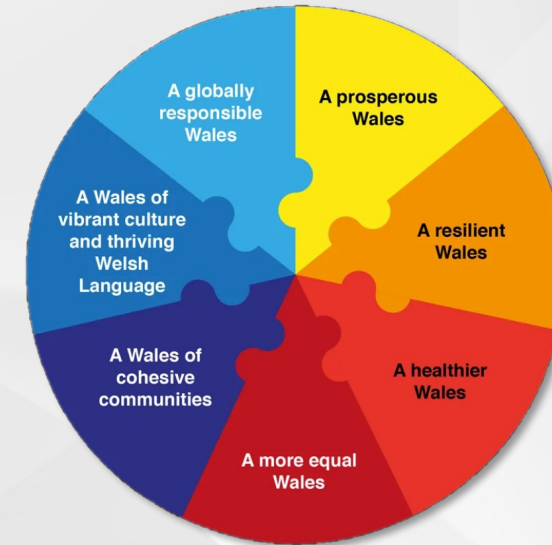 A prosperous
Wales
A resilient
Wales
A healthier
Wales
A more equal
Wales
A Wales of
cohesive
communities
A Wales of
vibrant culture
and thriving
Welsh
Language
A globally
responsible
Wales